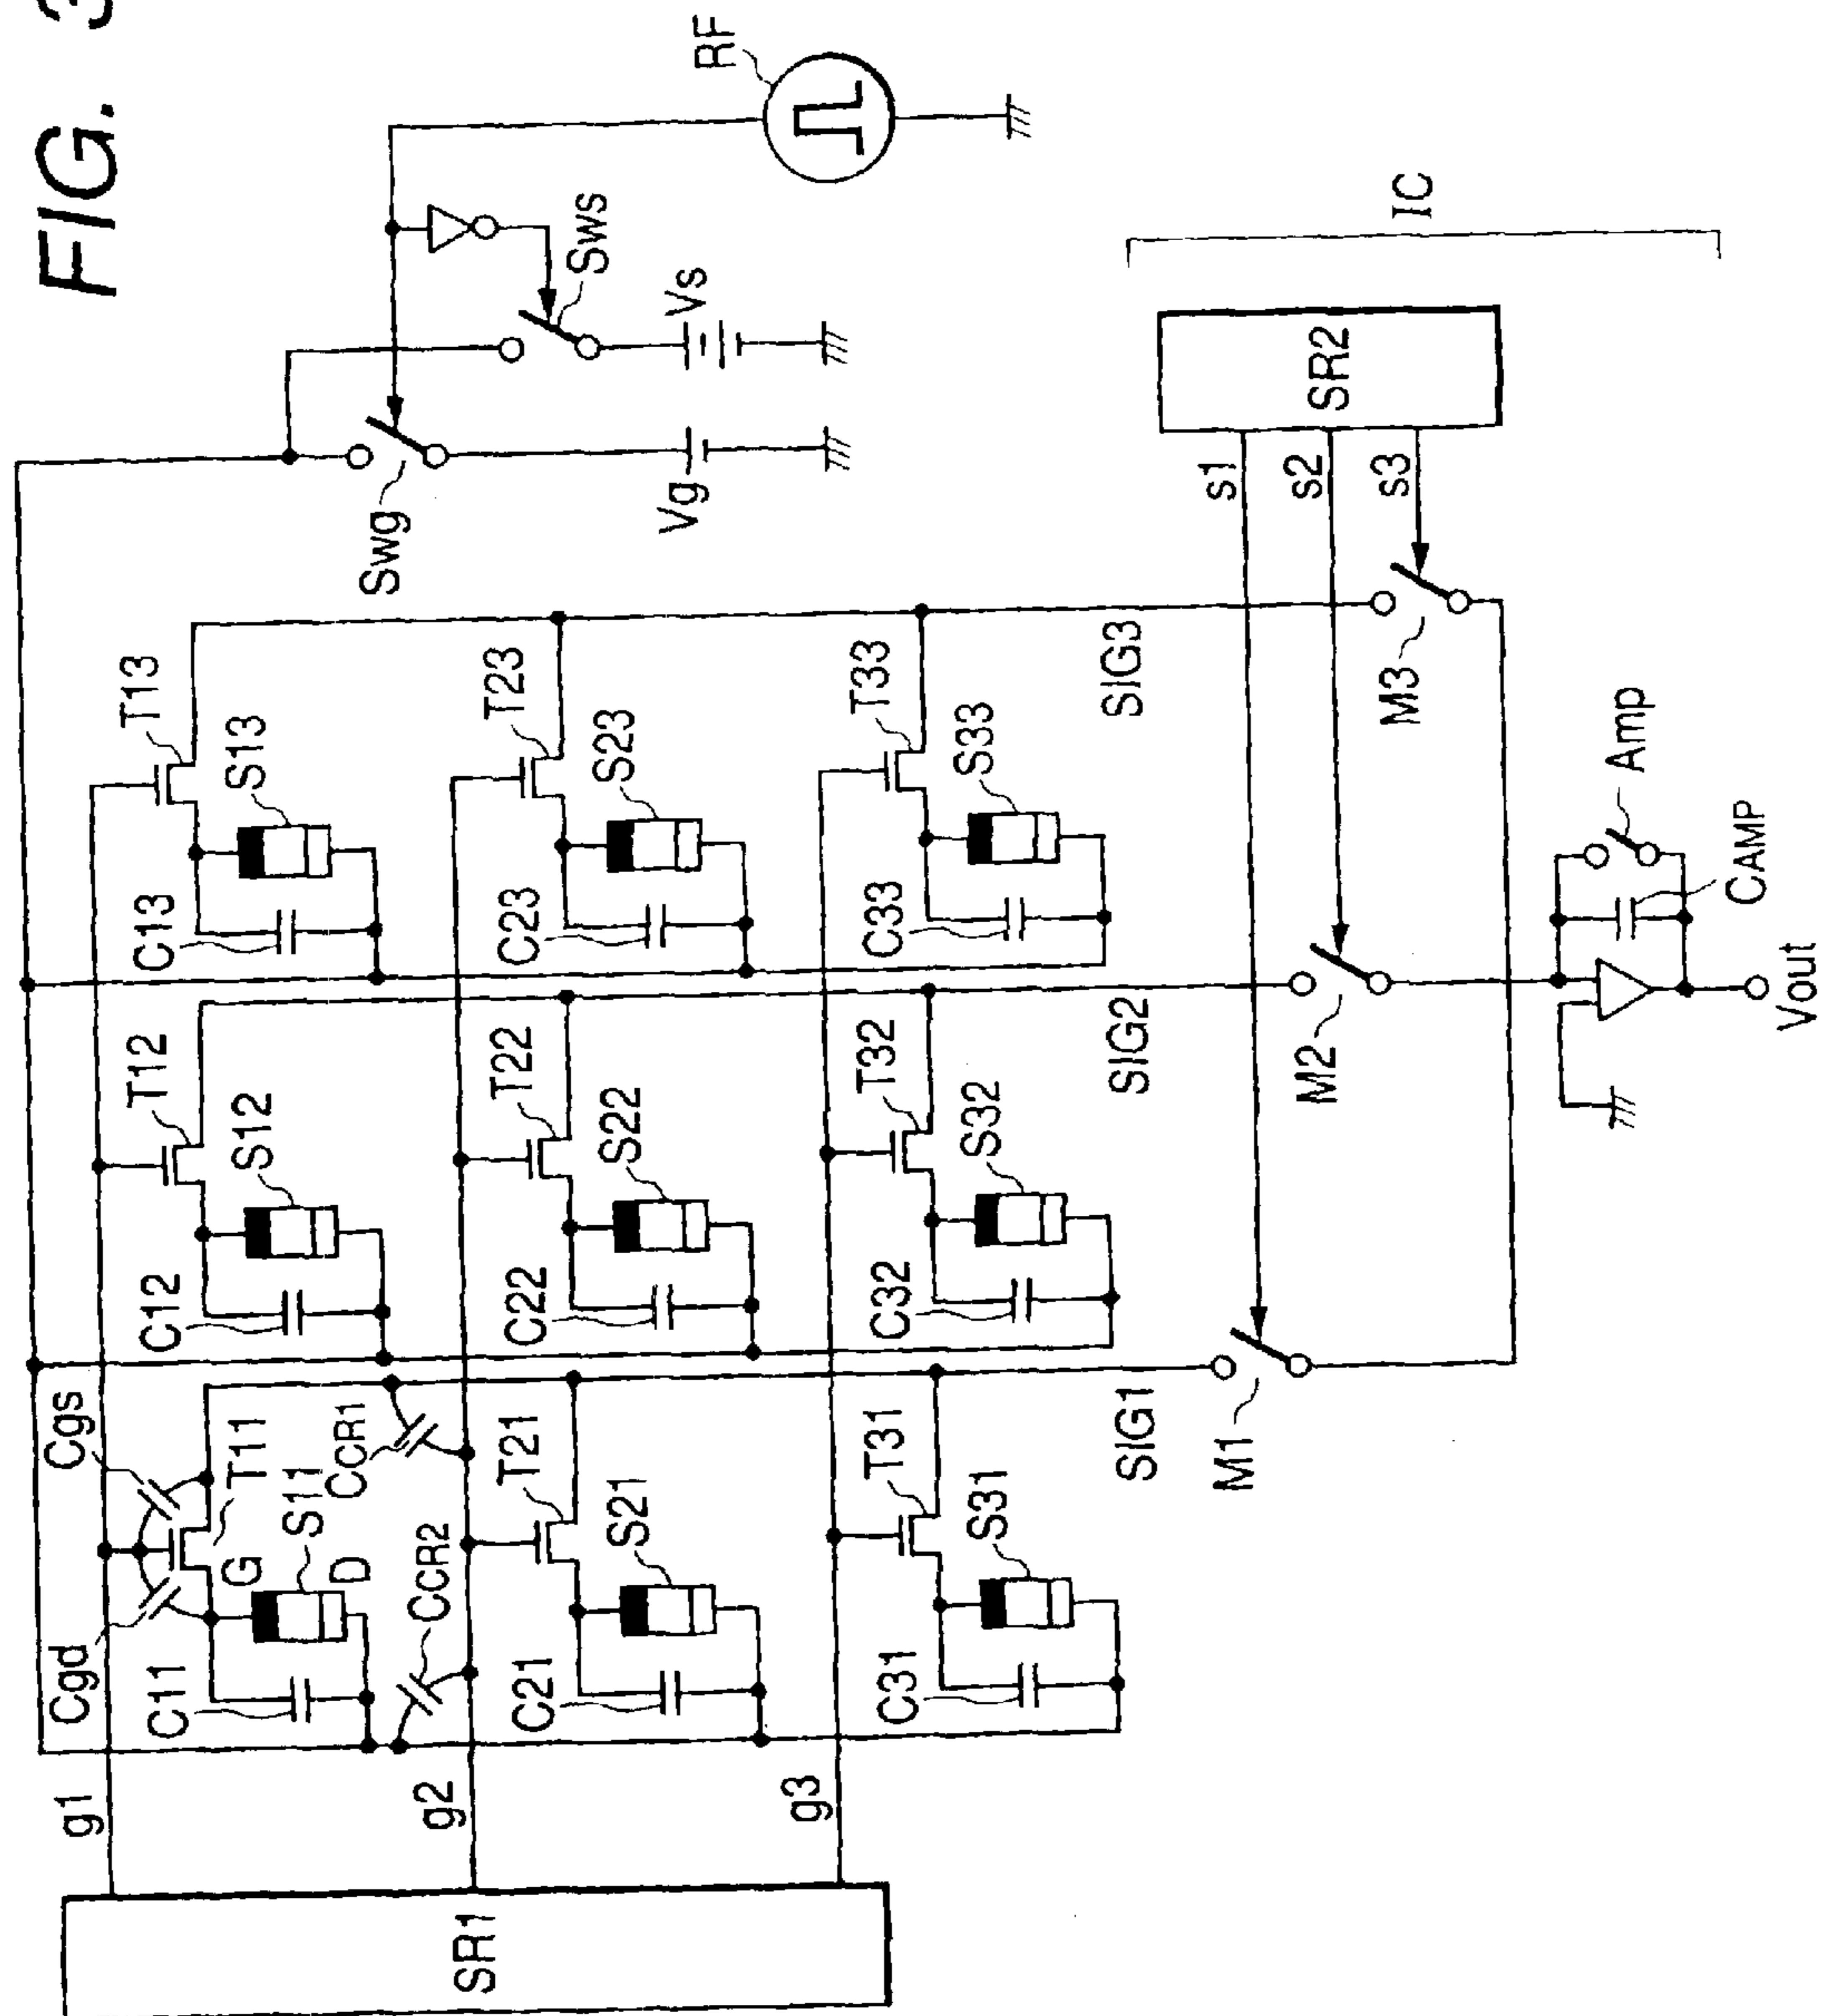 FIG. 3
RF
Sws
Vs
Swg
Vg
Cgs
Cgd
g1
T11
T12
T13
G
S11
D
S12
S13
C11
C12
C13
CCR1
CCR2
g2
T21
T22
T23
S21
S22
S23
C21
C22
C23
g3
T31
T32
T33
S31
S32
S33
C31
C32
C33
SR1
SIG1
SIG2
SIG3
s1
s2
s3
SR2
IC
M1
M2
M3
Amp
CAMP
Vout